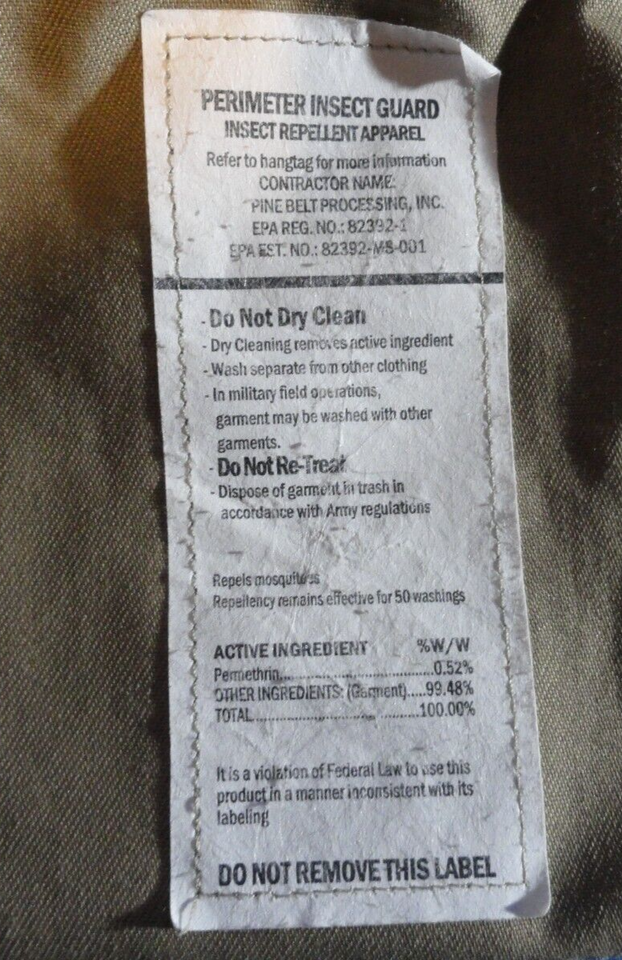 PERIMETER INSECT GUARD
INSECT REPELLENT APPAREL
Refer to hangtag for more information
CONTRACTOR NAME:
PINE BELT PROCESSING, INC.
EPA REG. NO.: 82392-1
EPA EST. NO.: 82392-MS-001
- Do Not Dry Clean
- Dry Cleaning removes active ingredient
- Wash separate from other clothing
- In military field operations,
garment may be washed with other
garments.
- Do Not Re-Treat
- Dispose of garment in trash in
accordance with Army regulations
Repels mosquitoes
Repellency remains effective for 50 washings
ACTIVE INGREDIENT %W/W
Permethrin..............................0.52%
OTHER INGREDIENTS: (Garment).....99.48%
TOTAL..............................100.00%
It is a violation of Federal Law to use this
product in a manner inconsistent with its
labeling
DO NOT REMOVE THIS LABEL